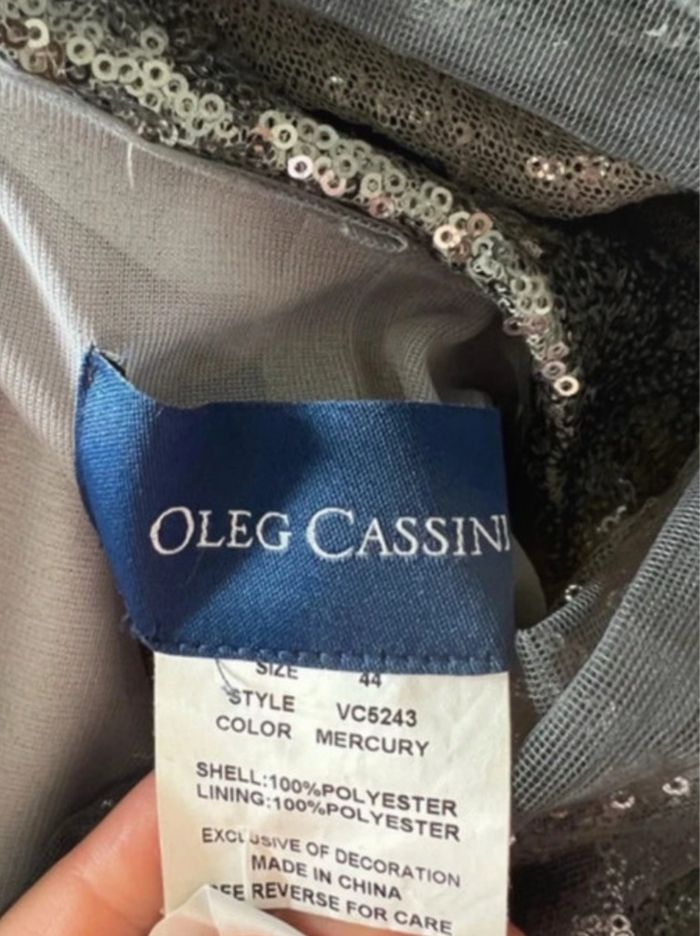 OLEG CASSINI
SIZE 44
STYLE VC5243
COLOR MERCURY
SHELL:100%POLYESTER
LINING:100%POLYESTER
EXCLUSIVE OF DECORATION
MADE IN CHINA
SEE REVERSE FOR CARE